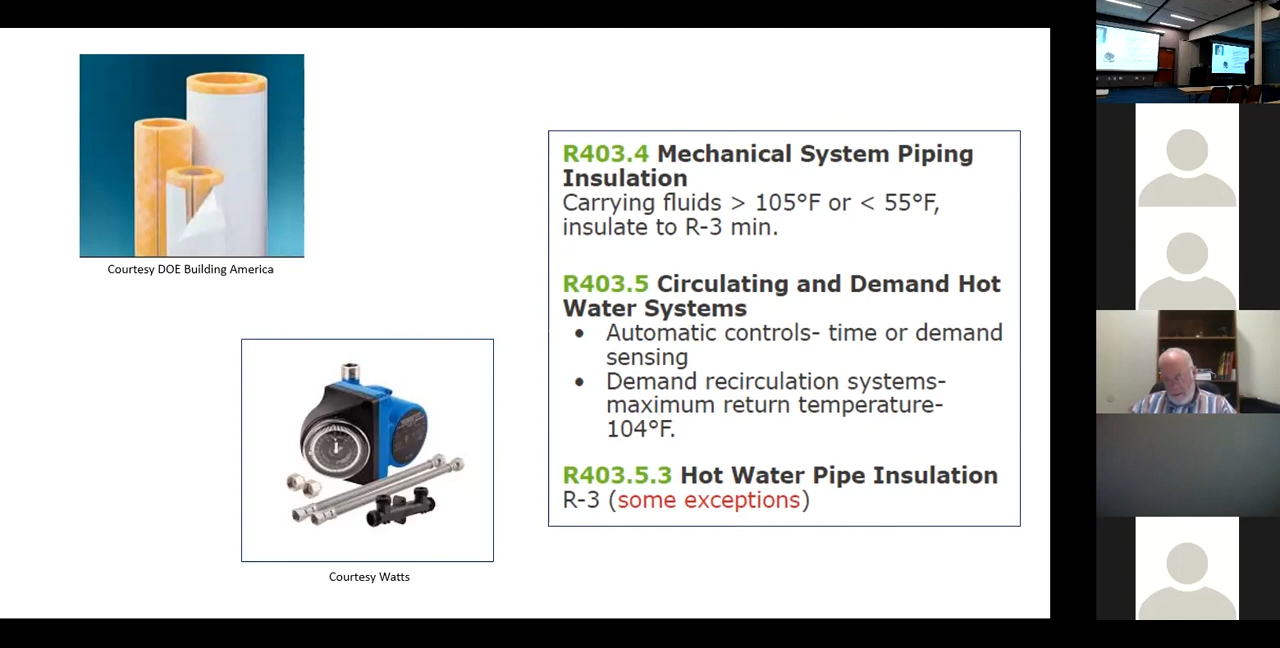 Courtesy DOE Building America
Courtesy Watts
R403.4 Mechanical System Piping
Insulation
Carrying fluids > 105°F or < 55°F,
insulate to R-3 min.
R403.5 Circulating and Demand Hot
Water Systems
• Automatic controls- time or demand
sensing
• Demand recirculation systems-
maximum return temperature-
104°F.
R403.5.3 Hot Water Pipe Insulation
R-3 (some exceptions)